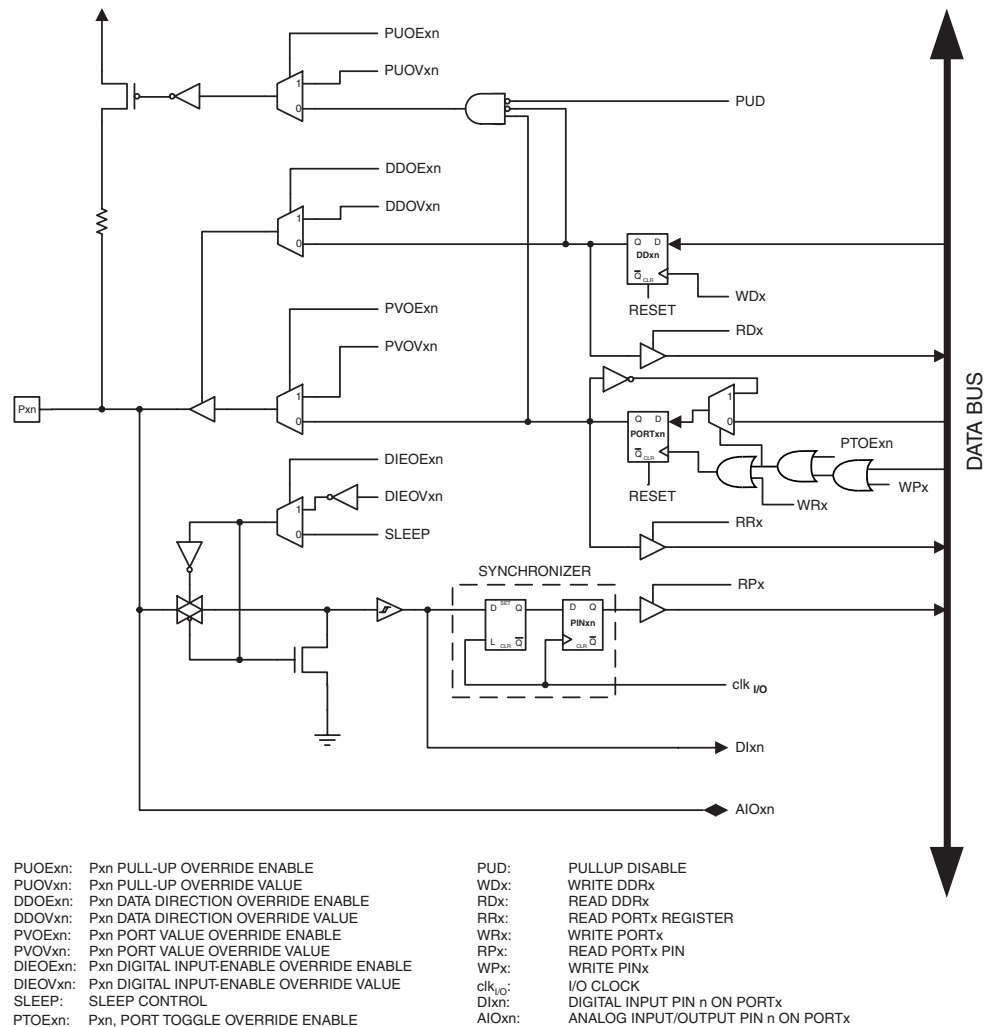 PUOExn
PUOVxn
1
0
PUD
DDOExn
DDOVxn
1
0
Q D
DDxn
Q CLR
WDx
RESET
PVOExn
RDx
PVOVxn
1
0
Pxn
1
0
Q D
PORTxn
Q CLR
PTOExn
WPx
RESET
WRx
DATA BUS
DIEOExn
DIEOVxn
1
0
SLEEP
RRx
SYNCHRONIZER
RPx
D SET Q
L CLR Q
D Q
PINxn
CLR Q
clk I/O
DIxn
AIOxn
PUOExn: Pxn PULL-UP OVERRIDE ENABLE
PUOVxn: Pxn PULL-UP OVERRIDE VALUE
DDOExn: Pxn DATA DIRECTION OVERRIDE ENABLE
DDOVxn: Pxn DATA DIRECTION OVERRIDE VALUE
PVOExn: Pxn PORT VALUE OVERRIDE ENABLE
PVOVxn: Pxn PORT VALUE OVERRIDE VALUE
DIEOExn: Pxn DIGITAL INPUT-ENABLE OVERRIDE ENABLE
DIEOVxn: Pxn DIGITAL INPUT-ENABLE OVERRIDE VALUE
SLEEP: SLEEP CONTROL
PTOExn: Pxn, PORT TOGGLE OVERRIDE ENABLE
PUD: PULLUP DISABLE
WDx: WRITE DDRx
RDx: READ DDRx
RRx: READ PORTx REGISTER
WRx: WRITE PORTx
RPx: READ PORTx PIN
WPx: WRITE PINx
clkI/O: I/O CLOCK
DIxn: DIGITAL INPUT PIN n ON PORTx
AIOxn: ANALOG INPUT/OUTPUT PIN n ON PORTx